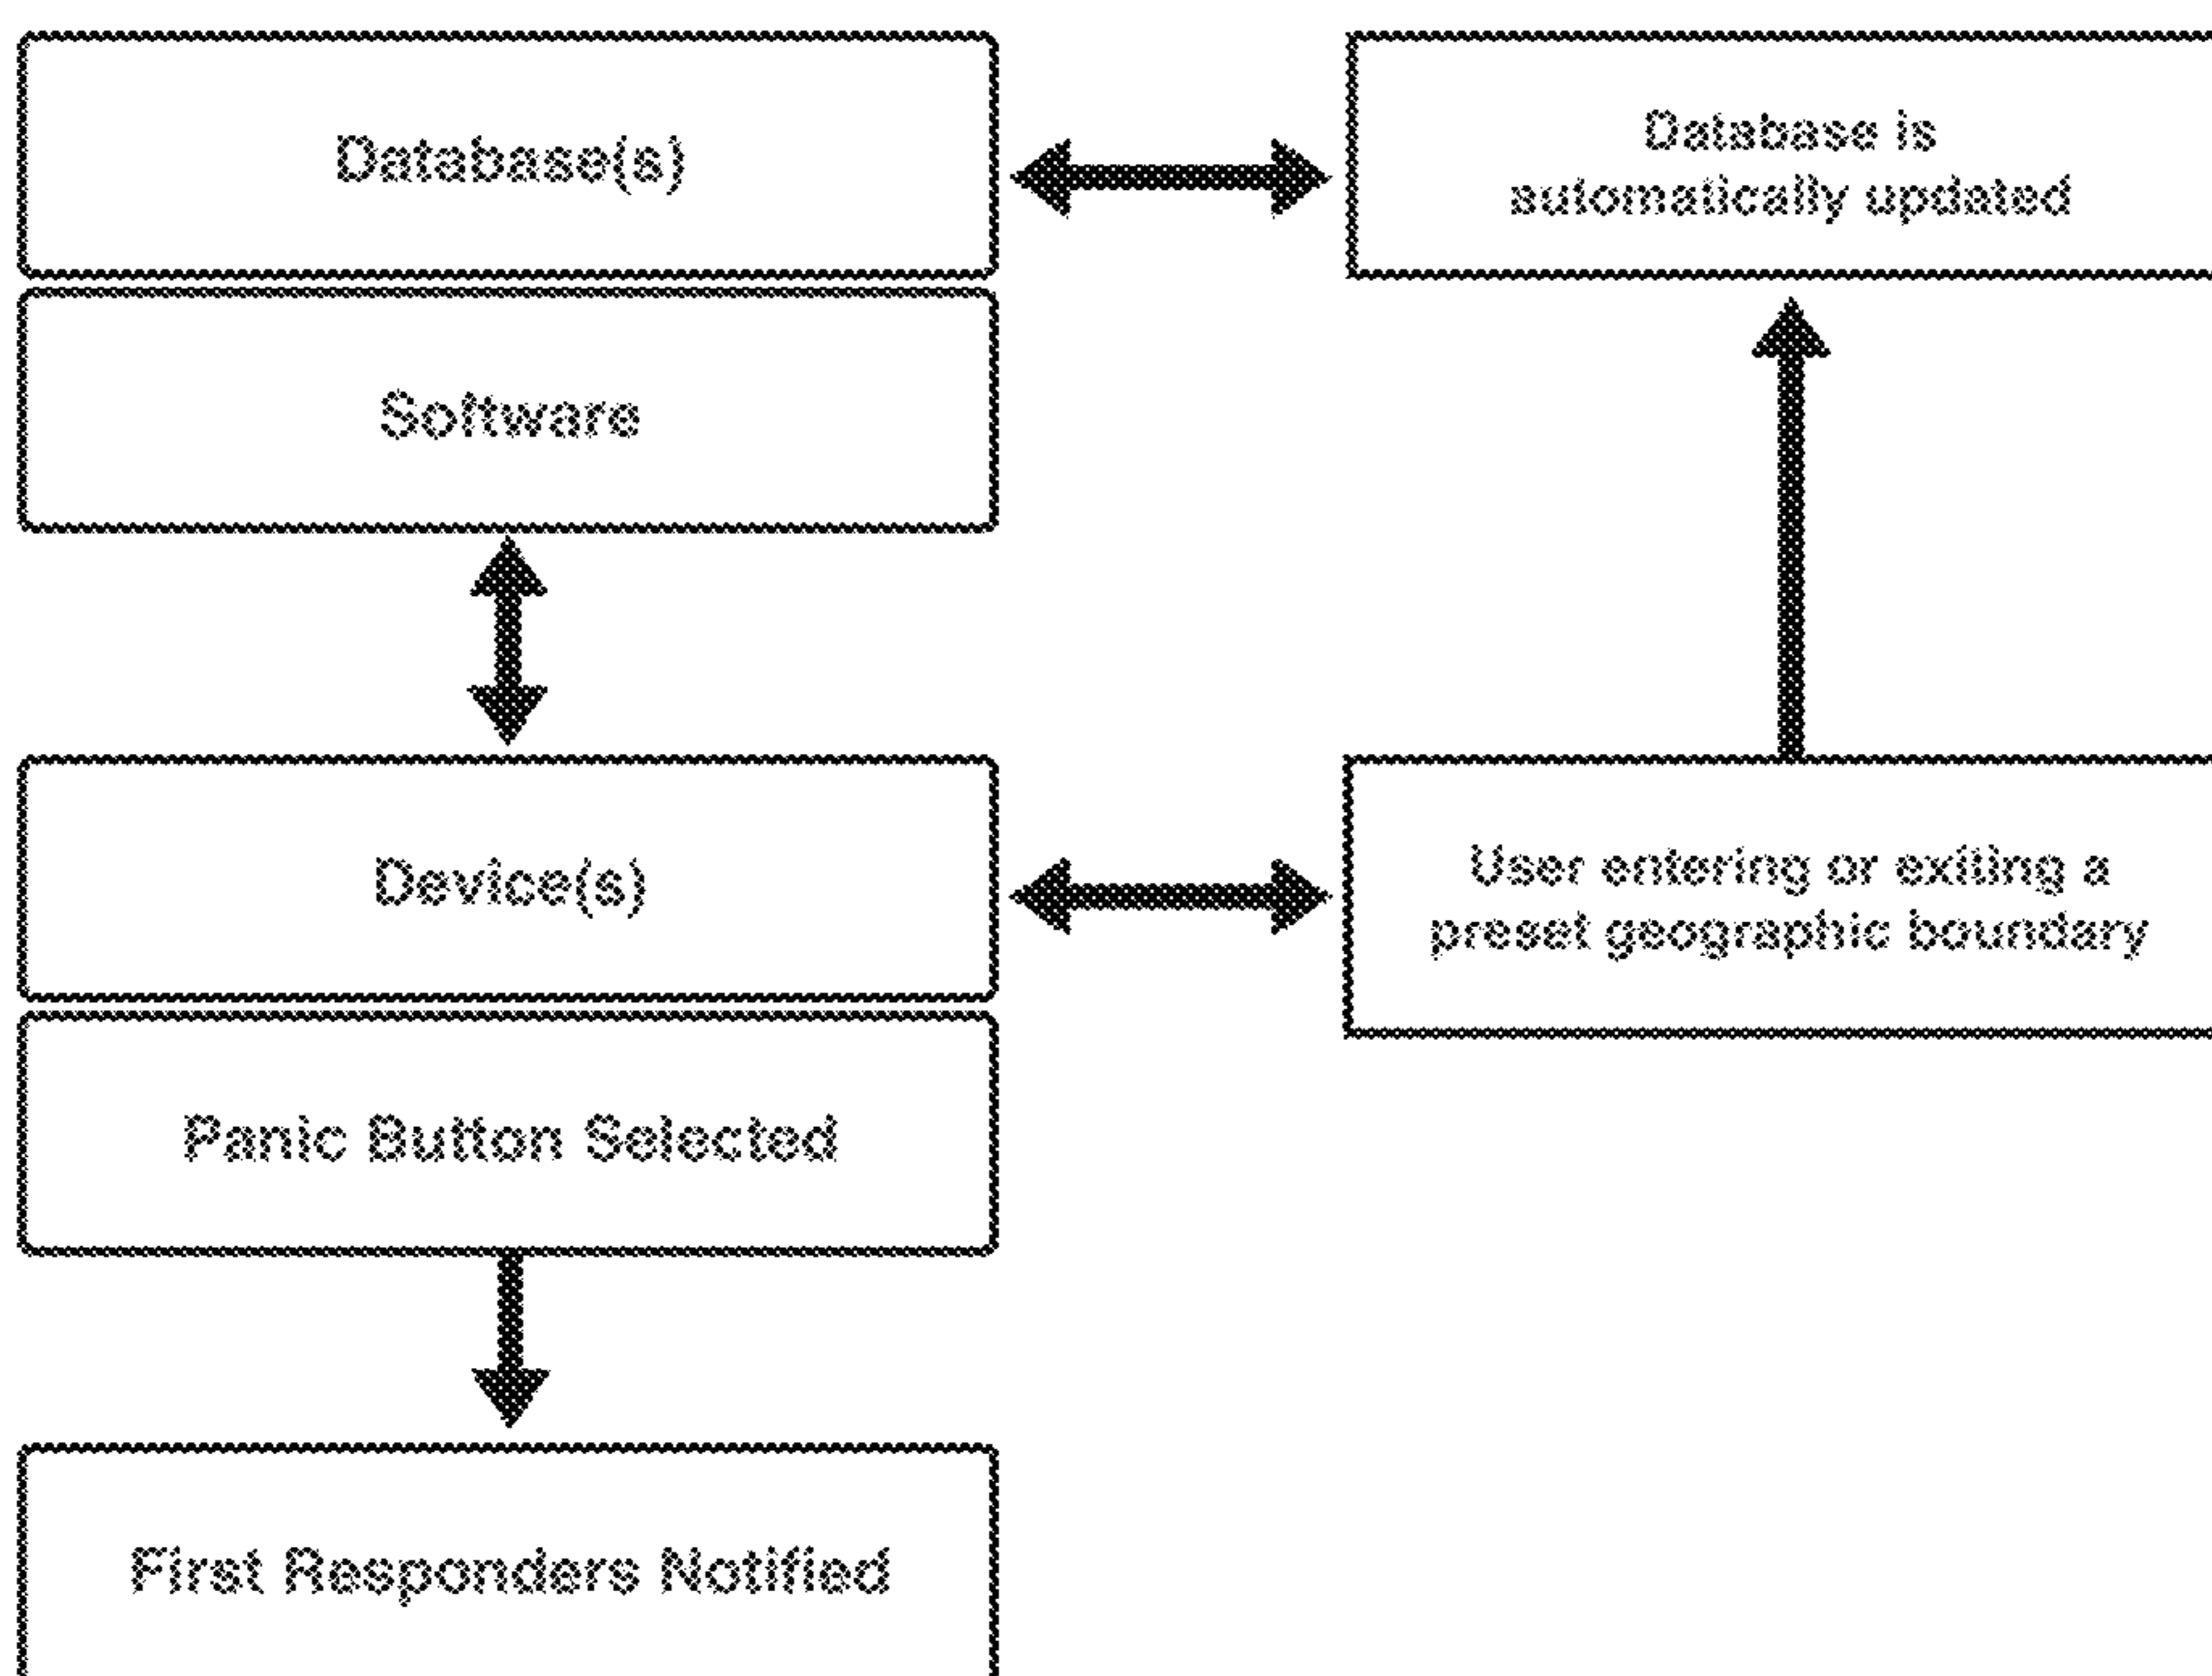 Database(s)
Database is
automatically updated
Software
Device(s)
User entering or exiting a
preset geographic boundary
Panic Button Selected
First Responders Notified